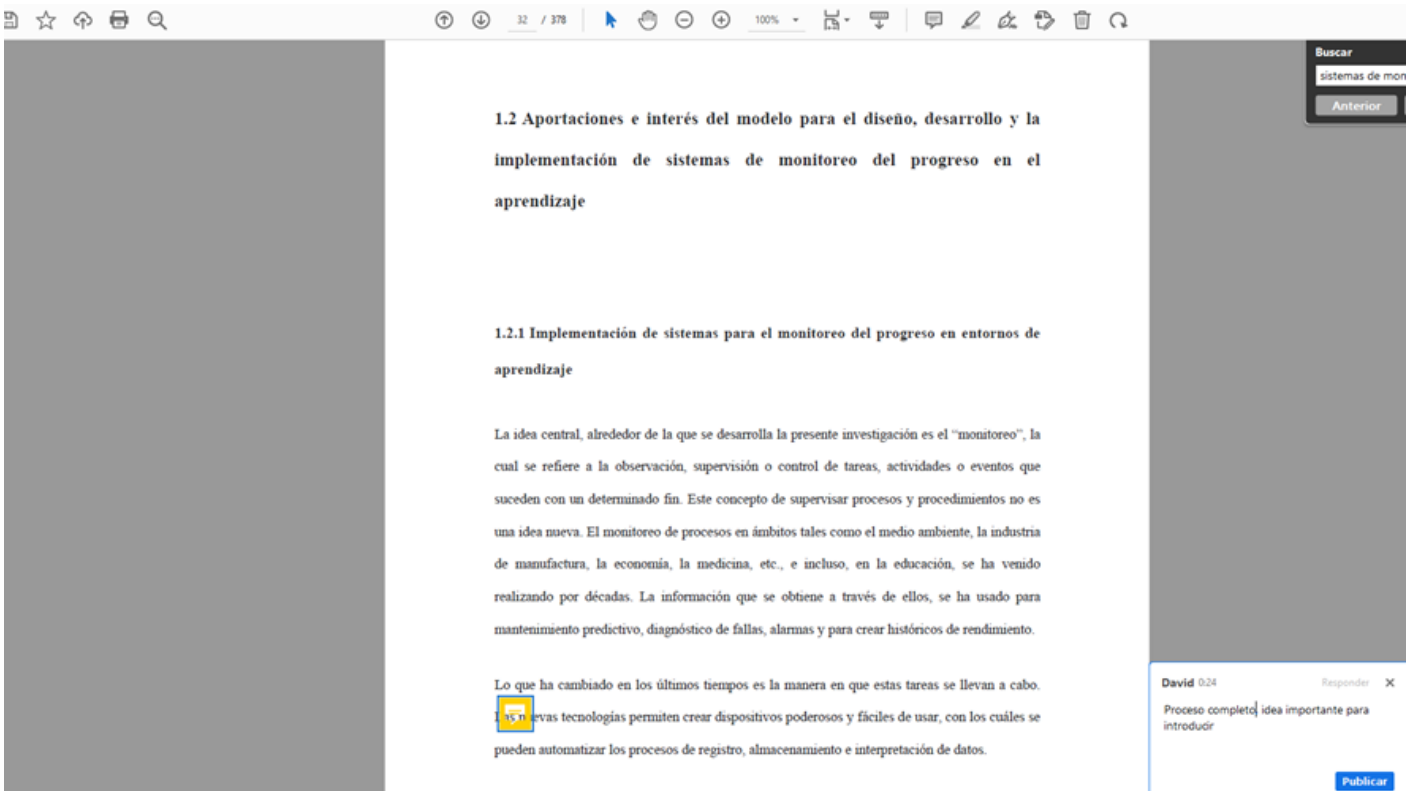 32 / 378
100%
Buscar
sistemas de mon
Anterior
1.2 Aportaciones e interés del modelo para el diseño, desarrollo y la
implementación de sistemas de monitoreo del progreso en el
aprendizaje
1.2.1 Implementación de sistemas para el monitoreo del progreso en entornos de
aprendizaje
La idea central, alrededor de la que se desarrolla la presente investigación es el “monitoreo”, la
cual se refiere a la observación, supervisión o control de tareas, actividades o eventos que
suceden con un determinado fin. Este concepto de supervisar procesos y procedimientos no es
una idea nueva. El monitoreo de procesos en ámbitos tales como el medio ambiente, la industria
de manufactura, la economía, la medicina, etc., e incluso, en la educación, se ha venido
realizando por décadas. La información que se obtiene a través de ellos, se ha usado para
mantenimiento predictivo, diagnóstico de fallas, alarmas y para crear históricos de rendimiento.
Lo que ha cambiado en los últimos tiempos es la manera en que estas tareas se llevan a cabo.
Las nuevas tecnologías permiten crear dispositivos poderosos y fáciles de usar, con los cuáles se
pueden automatizar los procesos de registro, almacenamiento e interpretación de datos.
David 0:24
Responder
Proceso completo, idea importante para
introducir
Publicar